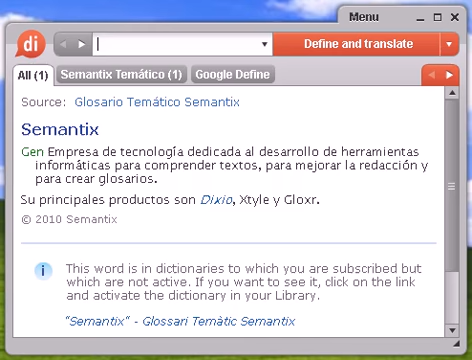 Menu
di
Define and translate
All (1)
Semantix Temático (1)
Google Define
Source: Glosario Temático Semantix
Semantix
Gen Empresa de tecnología dedicada al desarrollo de herramientas
informáticas para comprender textos, para mejorar la redacción y
para crear glosarios.
Su principales producton son Dixio, Xtyle y Gloxr.
© 2010 Semantix
i
This word is in dictionaries to which you are subscribed but
which are not active. If you want to see it, click on the link
and activate the dictionary in your Library.
"Semantix" - Glossari Temàtic Semantix